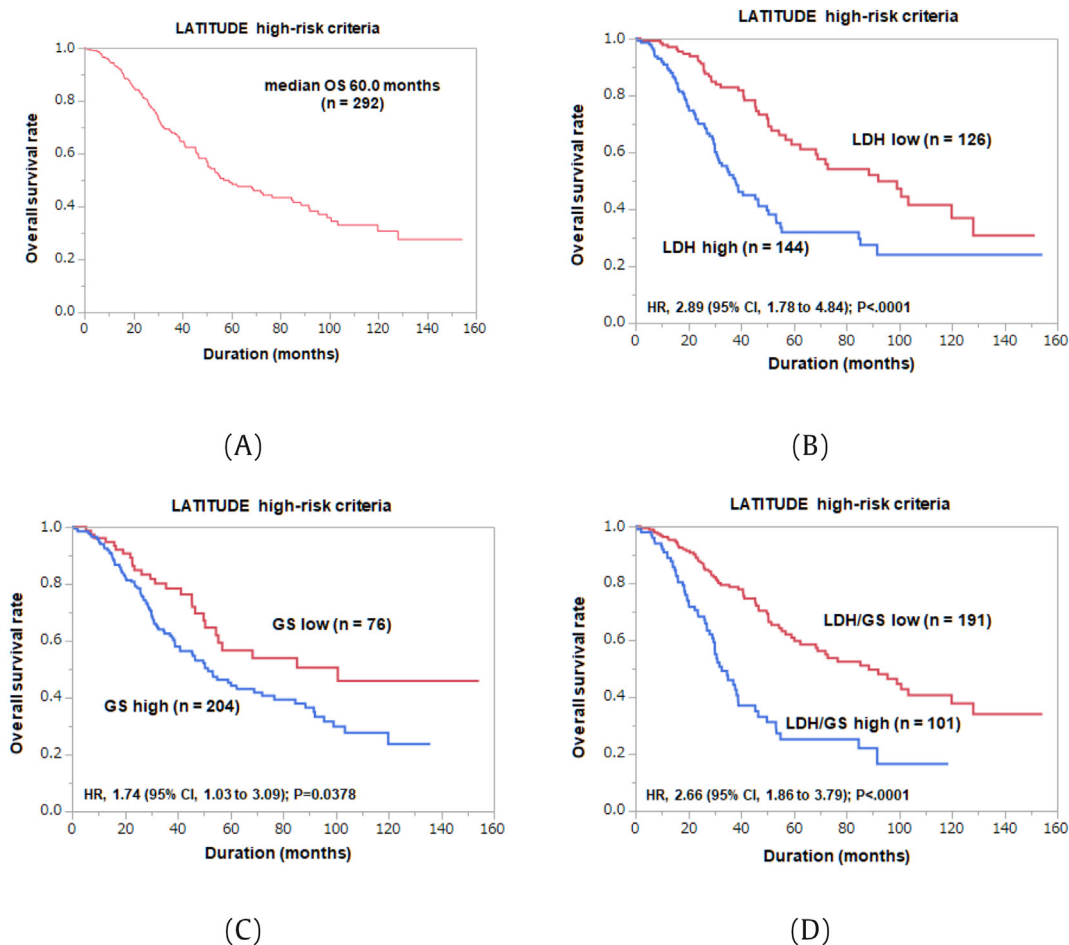 LATITUDE high-risk criteria
1.0
0.8
0.6
0.4
0.2
0.0
Overall survival rate
median OS 60.0 months
(n = 292)
0 20 40 60 80 100 120 140 160
Duration (months)
(A)
LATITUDE high-risk criteria
1.0
0.8
0.6
0.4
0.2
0.0
Overall survival rate
LDH low (n = 126)
LDH high (n = 144)
HR, 2.89 (95% CI, 1.78 to 4.84); P<.0001
0 20 40 60 80 100 120 140 160
Duration (months)
(B)
LATITUDE high-risk criteria
1.0
0.8
0.6
0.4
0.2
0.0
Overall survival rate
GS low (n = 76)
GS high (n = 204)
HR, 1.74 (95% CI, 1.03 to 3.09); P=0.0378
0 20 40 60 80 100 120 140 160
Duration (months)
(C)
LATITUDE high-risk criteria
1.0
0.8
0.6
0.4
0.2
0.0
Overall survival rate
LDH/GS low (n = 191)
LDH/GS high (n = 101)
HR, 2.66 (95% CI, 1.86 to 3.79); P<.0001
0 20 40 60 80 100 120 140 160
Duration (months)
(D)